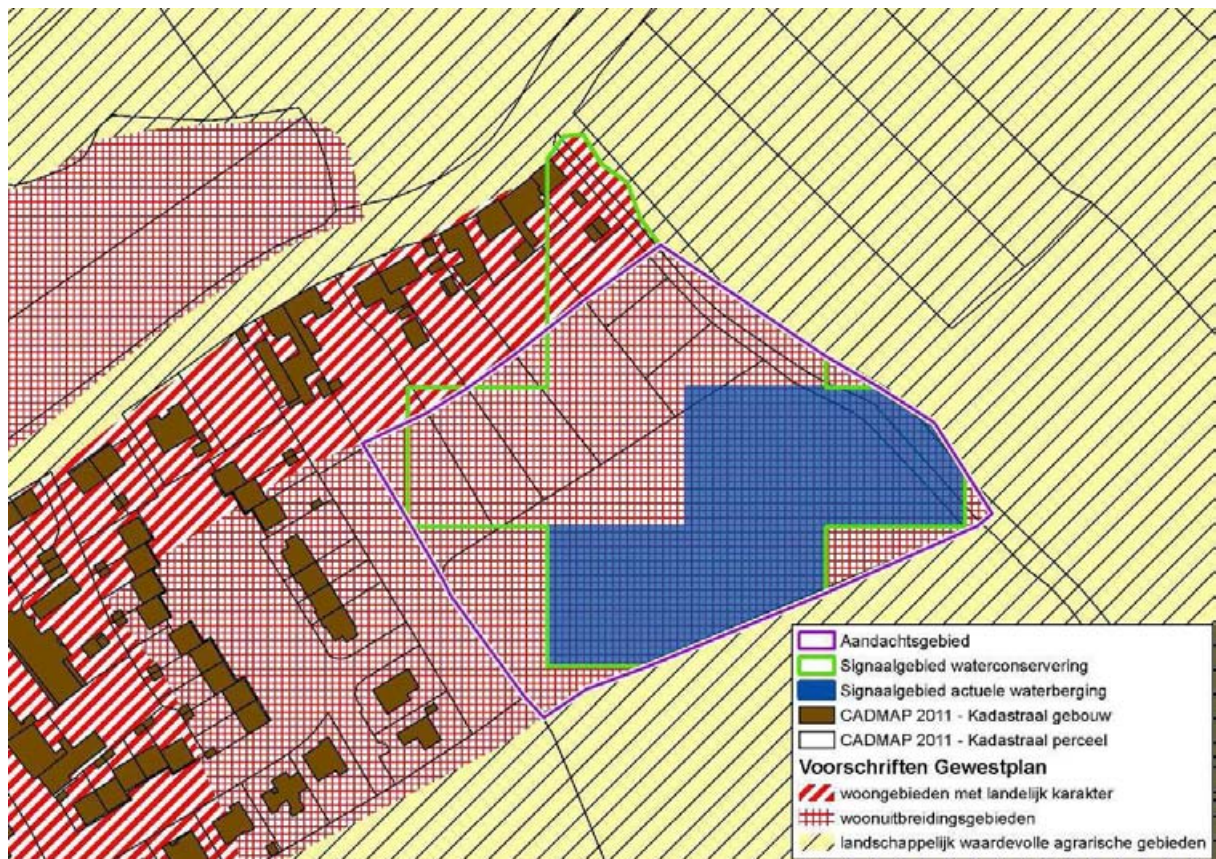 Aandachtsgebied
Signaalgebied waterconservering
Signaalgebied actuele waterberging
CADMAP 2011 - Kadastraal gebouw
CADMAP 2011 - Kadastraal perceel
Voorschriften Gewestplan
woongebieden met landelijk karakter
woonuitbreidingsgebieden
landschappelijk waardevolle agrarische gebieden